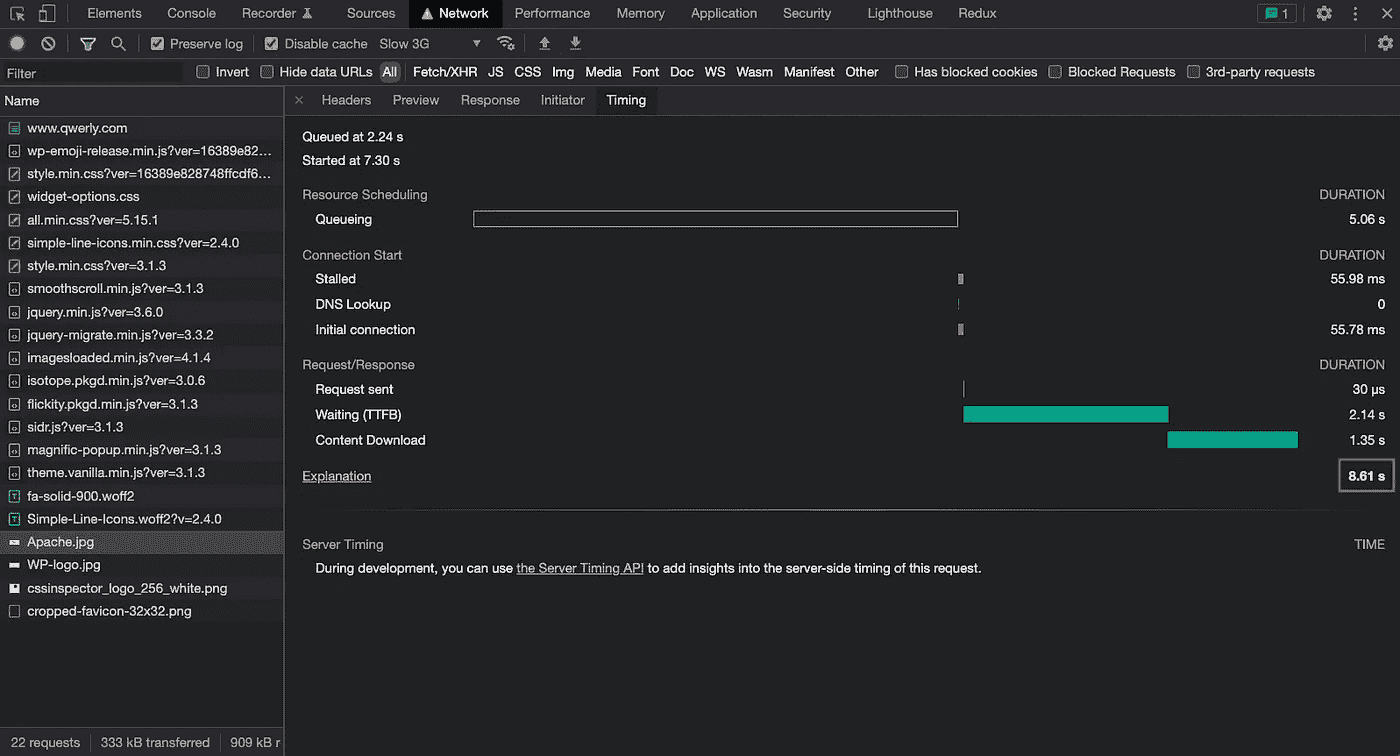 Elements Console Recorder Sources Network Performance Memory Application Security Lighthouse Redux 1
Preserve log Disable cache Slow 3G
Filter Invert Hide data URLs All Fetch/XHR JS CSS Img Media Font Doc WS Wasm Manifest Other Has blocked cookies Blocked Requests 3rd-party requests
Name
www.qwerly.com
wp-emoji-release.min.js?ver=16389e82...
style.min.css?ver=16389e828748ffcdf6...
widget-options.css
all.min.css?ver=5.15.1
simple-line-icons.min.css?ver=2.4.0
style.min.css?ver=3.1.3
smoothscroll.min.js?ver=3.1.3
jquery.min.js?ver=3.6.0
jquery-migrate.min.js?ver=3.3.2
imagesloaded.min.js?ver=4.1.4
isotope.pkgd.min.js?ver=3.0.6
flickity.pkgd.min.js?ver=3.1.3
sidr.js?ver=3.1.3
magnific-popup.min.js?ver=3.1.3
theme.vanilla.min.js?ver=3.1.3
fa-solid-900.woff2
Simple-Line-Icons.woff2?v=2.4.0
Apache.jpg
WP-logo.jpg
cssinspector_logo_256_white.png
cropped-favicon-32x32.png
22 requests 333 kB transferred 909 kB r
Headers Preview Response Initiator Timing
Queued at 2.24 s
Started at 7.30 s
Resource Scheduling DURATION
Queueing 5.06 s
Connection Start DURATION
Stalled 55.98 ms
DNS Lookup 0
Initial connection 55.78 ms
Request/Response DURATION
Request sent 30 μs
Waiting (TTFB) 2.14 s
Content Download 1.35 s
Explanation 8.61 s
Server Timing TIME
During development, you can use the Server Timing API to add insights into the server-side timing of this request.